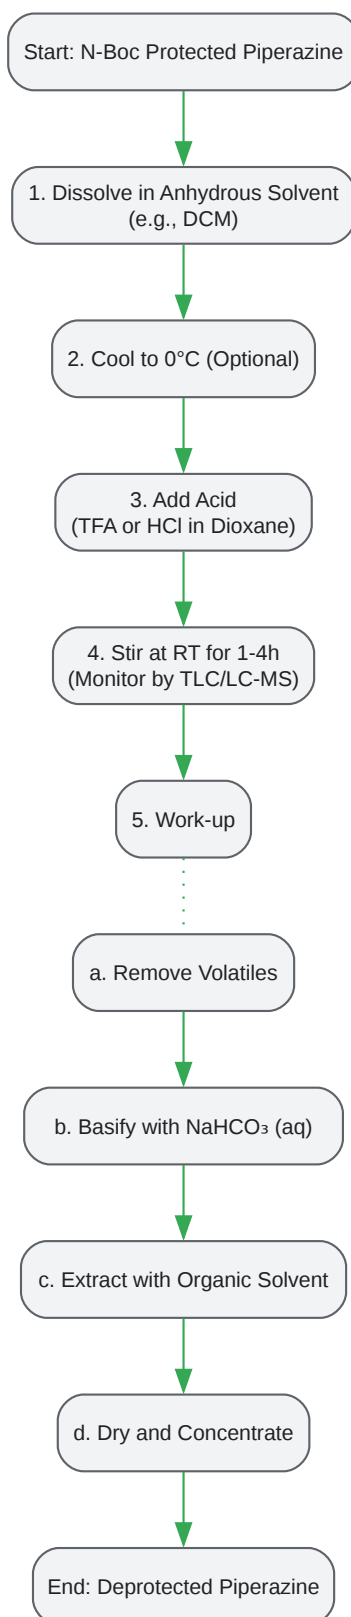 Start: N-Boc Protected Piperazine
1. Dissolve in Anhydrous Solvent
(e.g., DCM)
2. Cool to 0°C (Optional)
3. Add Acid
(TFA or HCl in Dioxane)
4. Stir at RT for 1-4h
(Monitor by TLC/LC-MS)
5. Work-up
a. Remove Volatiles
b. Basify with NaHCO₃ (aq)
c. Extract with Organic Solvent
d. Dry and Concentrate
End: Deprotected Piperazine